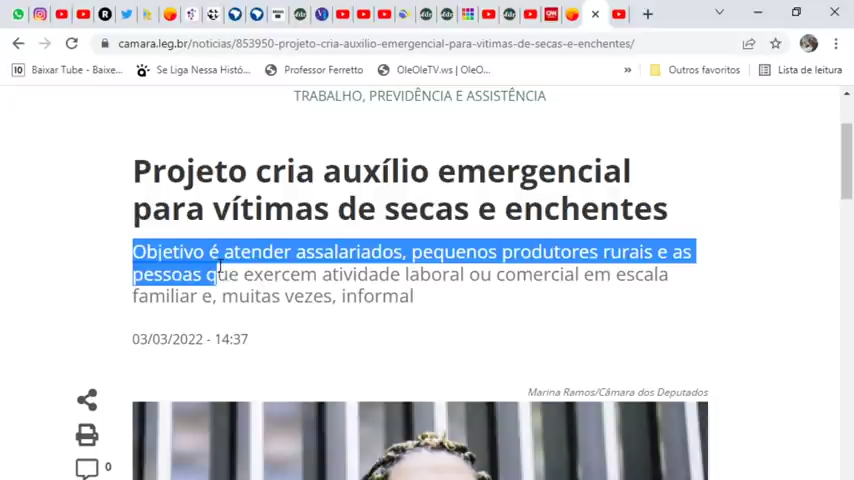 camara.leg.br/noticias/853950-projeto-cria-auxilio-emergencial-para-vitimas-de-secas-e-enchentes/
Baixar Tube - Baixe...
Se Liga Nessa Histó...
Professor Ferretto
OleOleTV.ws | OleO...
»
Outros favoritos
Lista de leitura
TRABALHO, PREVIDÊNCIA E ASSISTÊNCIA
Projeto cria auxílio emergencial
para vítimas de secas e enchentes
Objetivo é atender assalariados, pequenos produtores rurais e as
pessoas que exercem atividade laboral ou comercial em escala
familiar e, muitas vezes, informal
03/03/2022 - 14:37
Marina Ramos/Câmara dos Deputados
0